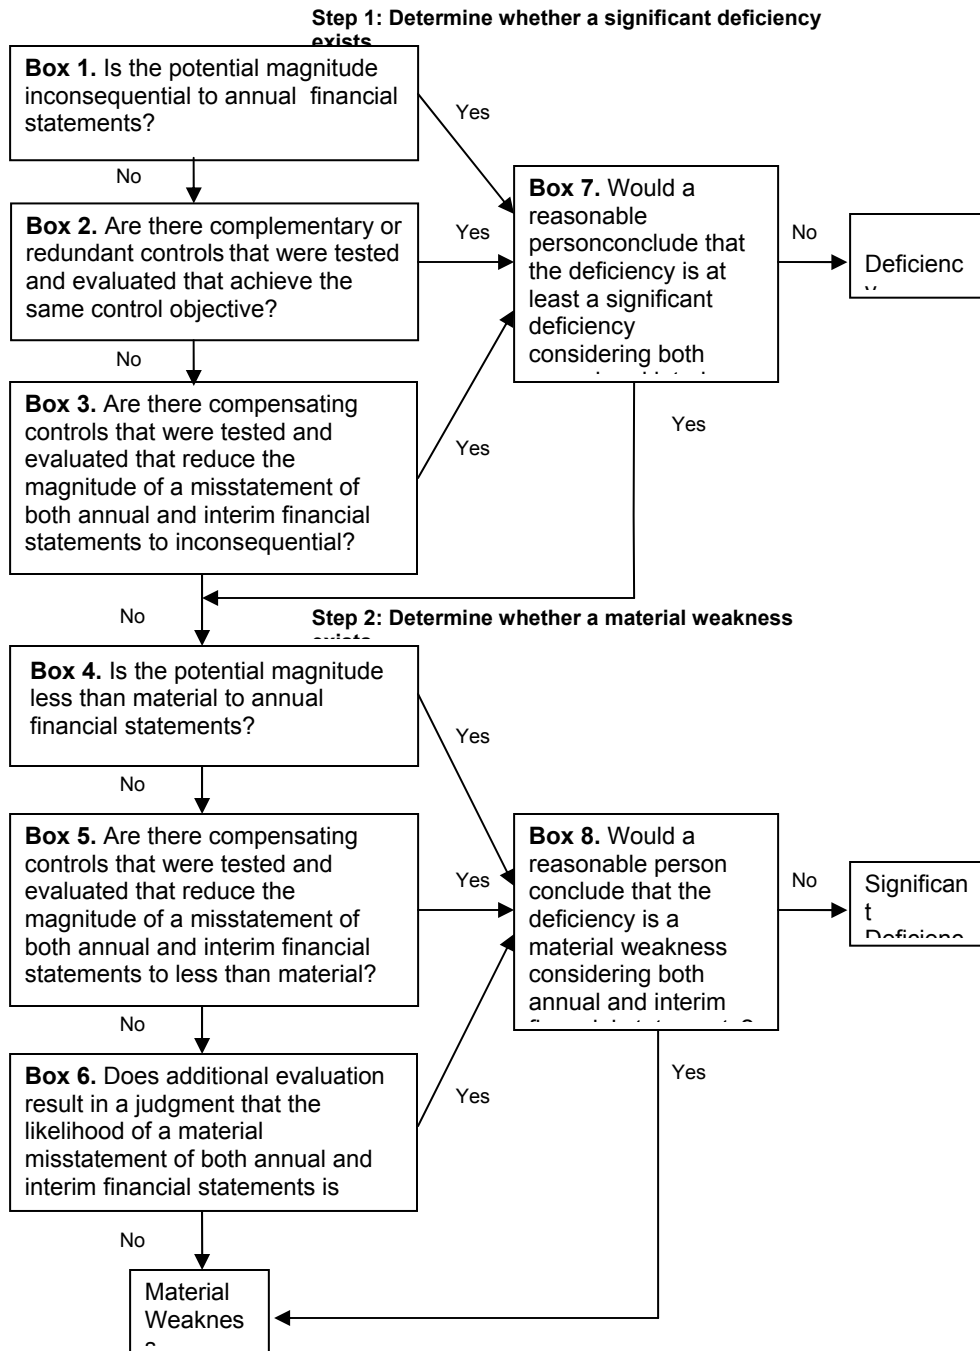 Step 1: Determine whether a significant deficiency
exists
Box 1. Is the potential magnitude
inconsequential to annual financial
statements?
Yes
No
Box 2. Are there complementary or
redundant controls that were tested
and evaluated that achieve the
same control objective?
Yes
No
Box 3. Are there compensating
controls that were tested and
evaluated that reduce the
magnitude of a misstatement of
both annual and interim financial
statements to inconsequential?
Yes
Box 7. Would a
reasonable
personconclude that
the deficiency is at
least a significant
deficiency
considering both
No
Deficienc
Yes
No
Step 2: Determine whether a material weakness
Box 4. Is the potential magnitude
less than material to annual
financial statements?
Yes
No
Box 5. Are there compensating
controls that were tested and
evaluated that reduce the
magnitude of a misstatement of
both annual and interim financial
statements to less than material?
Yes
No
Box 6. Does additional evaluation
result in a judgment that the
likelihood of a material
misstatement of both annual and
interim financial statements is
Yes
Box 8. Would a
reasonable person
conclude that the
deficiency is a
material weakness
considering both
annual and interim
No
Significan
t
Yes
No
Material
Weaknes